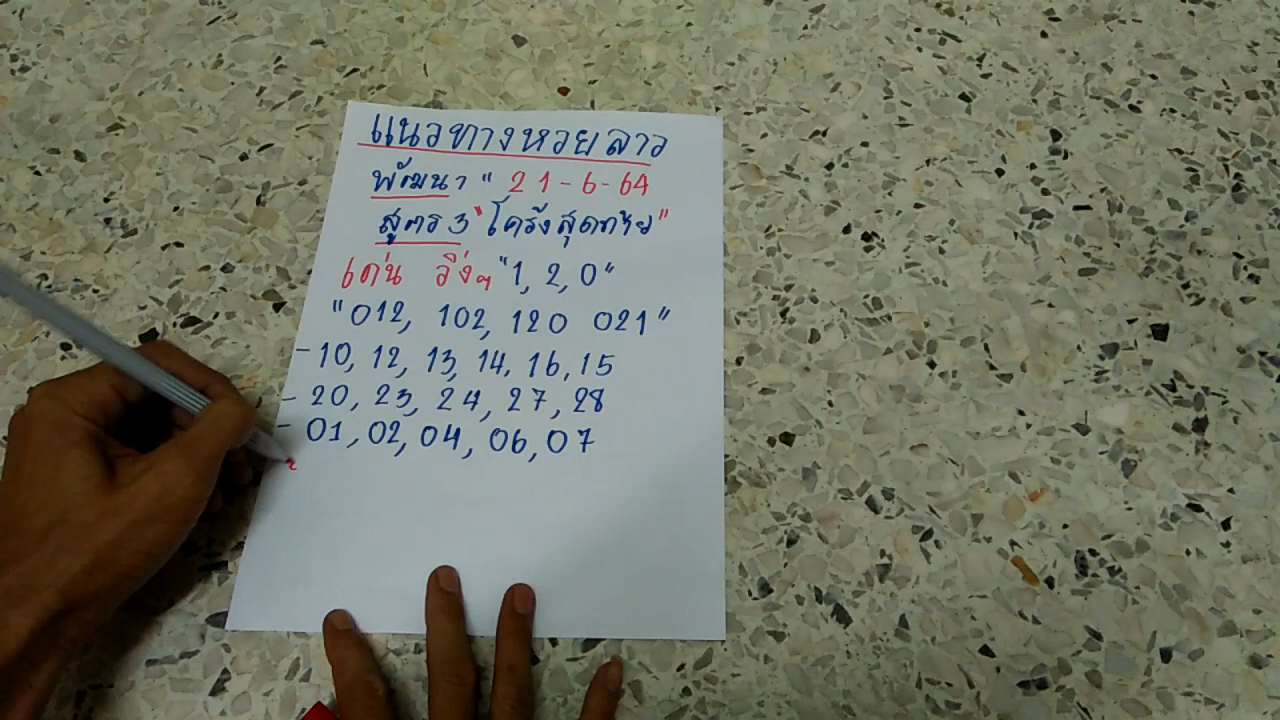 แนวทางหวยลาว
พัฒนา " 21-6-64
สูตร 3 "โค้งสุดท้าย"
เด่น วิ่งๆ "1, 2, 0"
"012, 102, 120 021"
- 10, 12, 13, 14, 16, 15
- 20, 23, 24, 27, 28
- 01, 02, 04, 06, 07